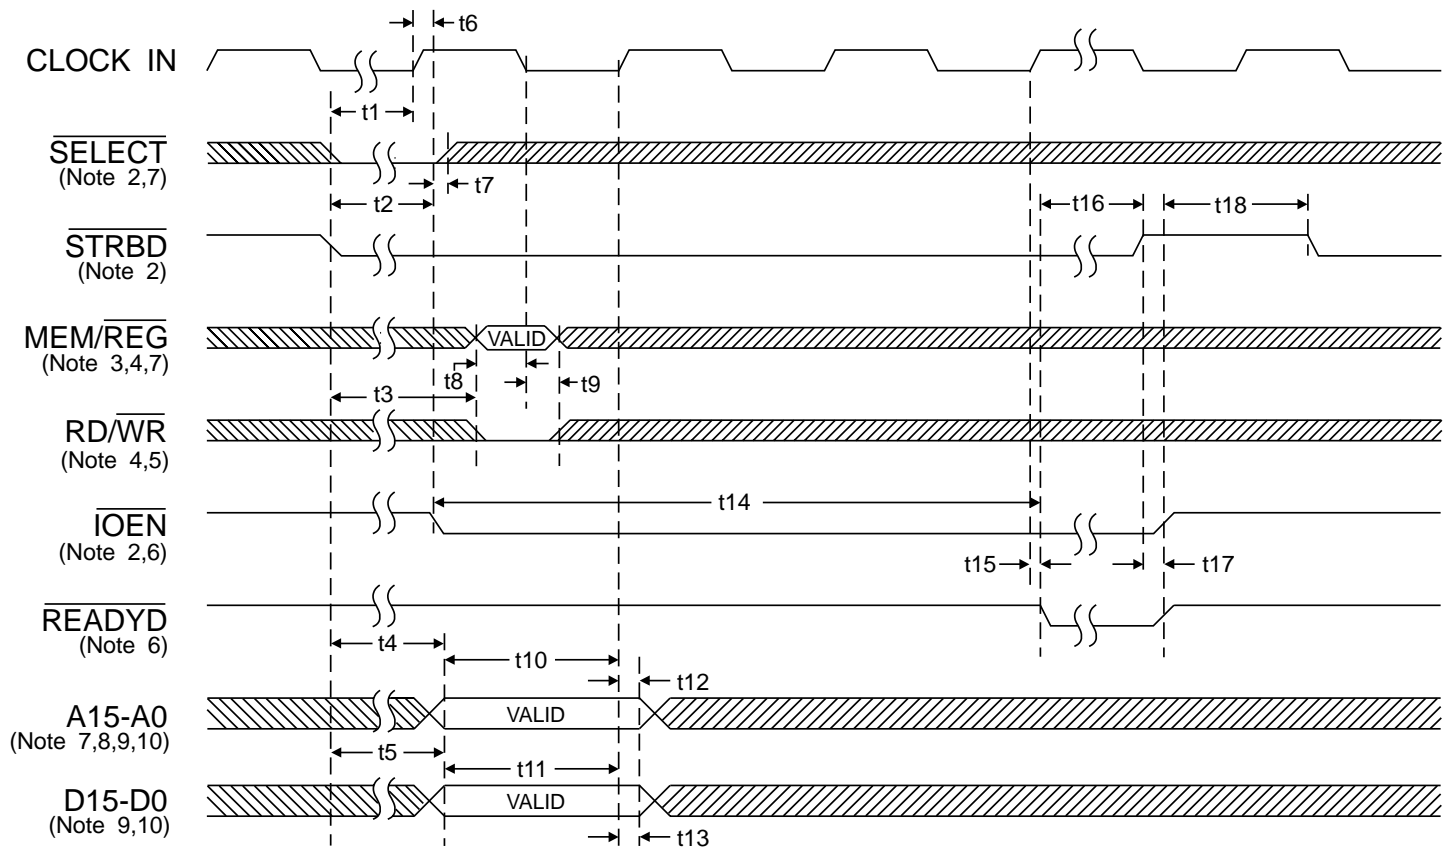 t6
CLOCK IN
t1
SELECT
(Note 2,7)
t7
t2
t16
t18
STRBD
(Note 2)
MEM/REG
VALID
(Note 3,4,7)
t8
t9
t3
RD/WR
(Note 4,5)
t14
IOEN
(Note 2,6)
t15
t17
READYD
(Note 6)
t4
t10
t12
A15-A0
VALID
(Note 7,8,9,10)
t5
t11
D15-D0
VALID
(Note 9,10)
t13